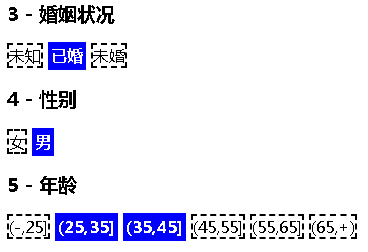 3 - 婚姻状况
未知 已婚 未婚
4 - 性别
女 男
5 - 年龄
(-,25] (25,35] (35,45] (45,55] (55,65] (65,+)